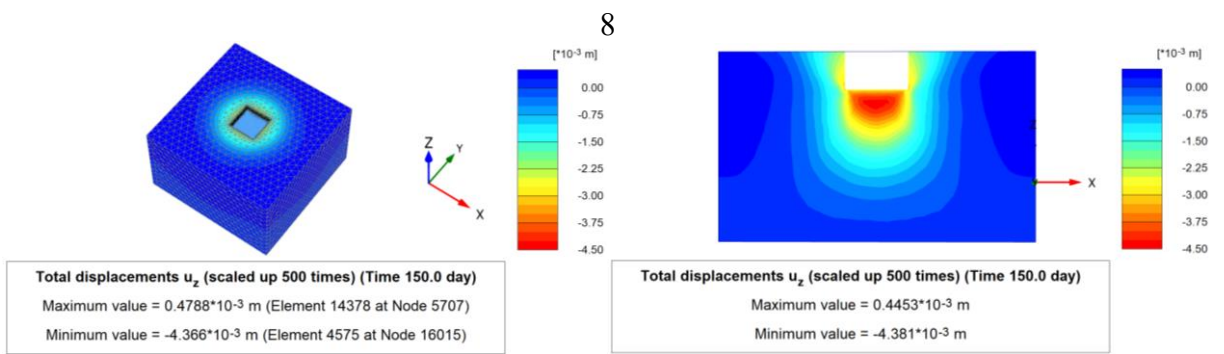 8
[*10-3 m]
0.00
-0.75
-1.50
-2.25
-3.00
-3.75
-4.50
Z
Y
X
Total displacements uz (scaled up 500 times) (Time 150.0 day)
Maximum value = 0.4788*10-3 m (Element 14378 at Node 5707)
Minimum value = -4.366*10-3 m (Element 4575 at Node 16015)
[*10-3 m]
0.00
-0.75
-1.50
-2.25
-3.00
-3.75
-4.50
Z
X
Total displacements uz (scaled up 500 times) (Time 150.0 day)
Maximum value = 0.4453*10-3 m
Minimum value = -4.381*10-3 m